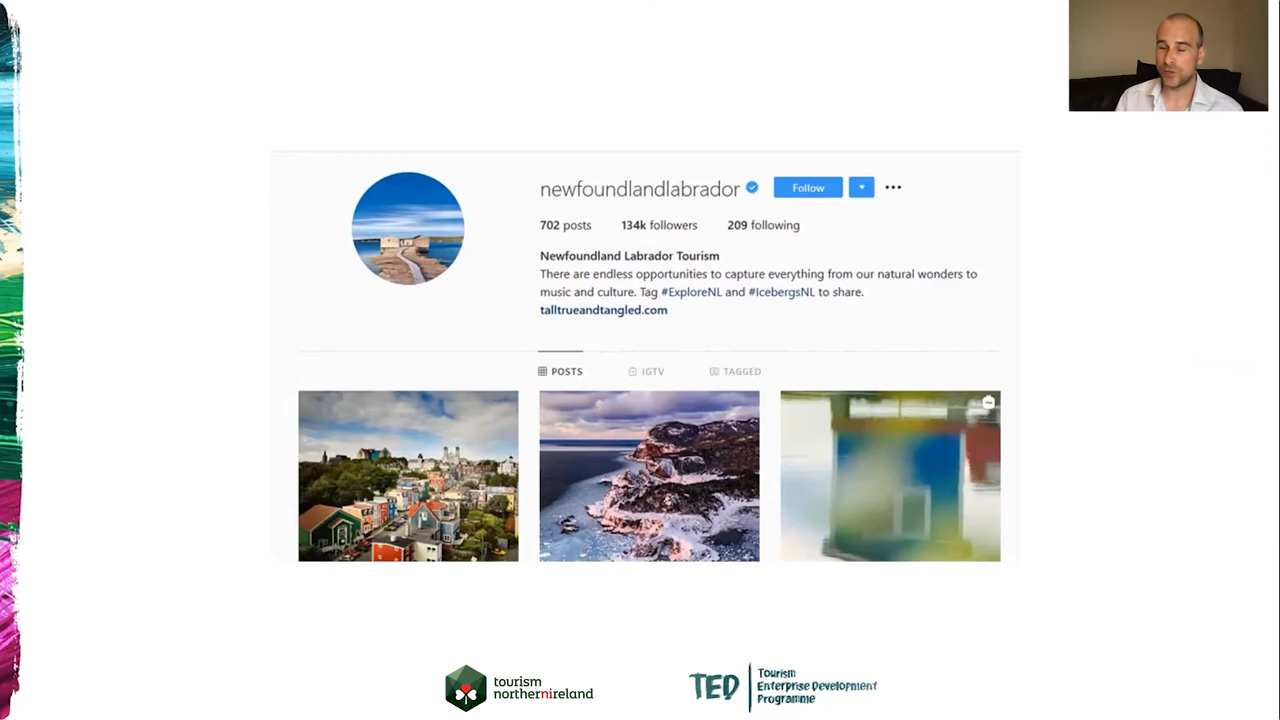 newfoundlandlabrador Follow
702 posts 134k followers 209 following
Newfoundland Labrador Tourism
There are endless opportunities to capture everything from our natural wonders to
music and culture. Tag #ExploreNL and #IcebergsNL to share.
talltrueandtangled.com
POSTS IGTV TAGGED
tourism
northernireland
TED
Tourism
Enterprise Development
Programme